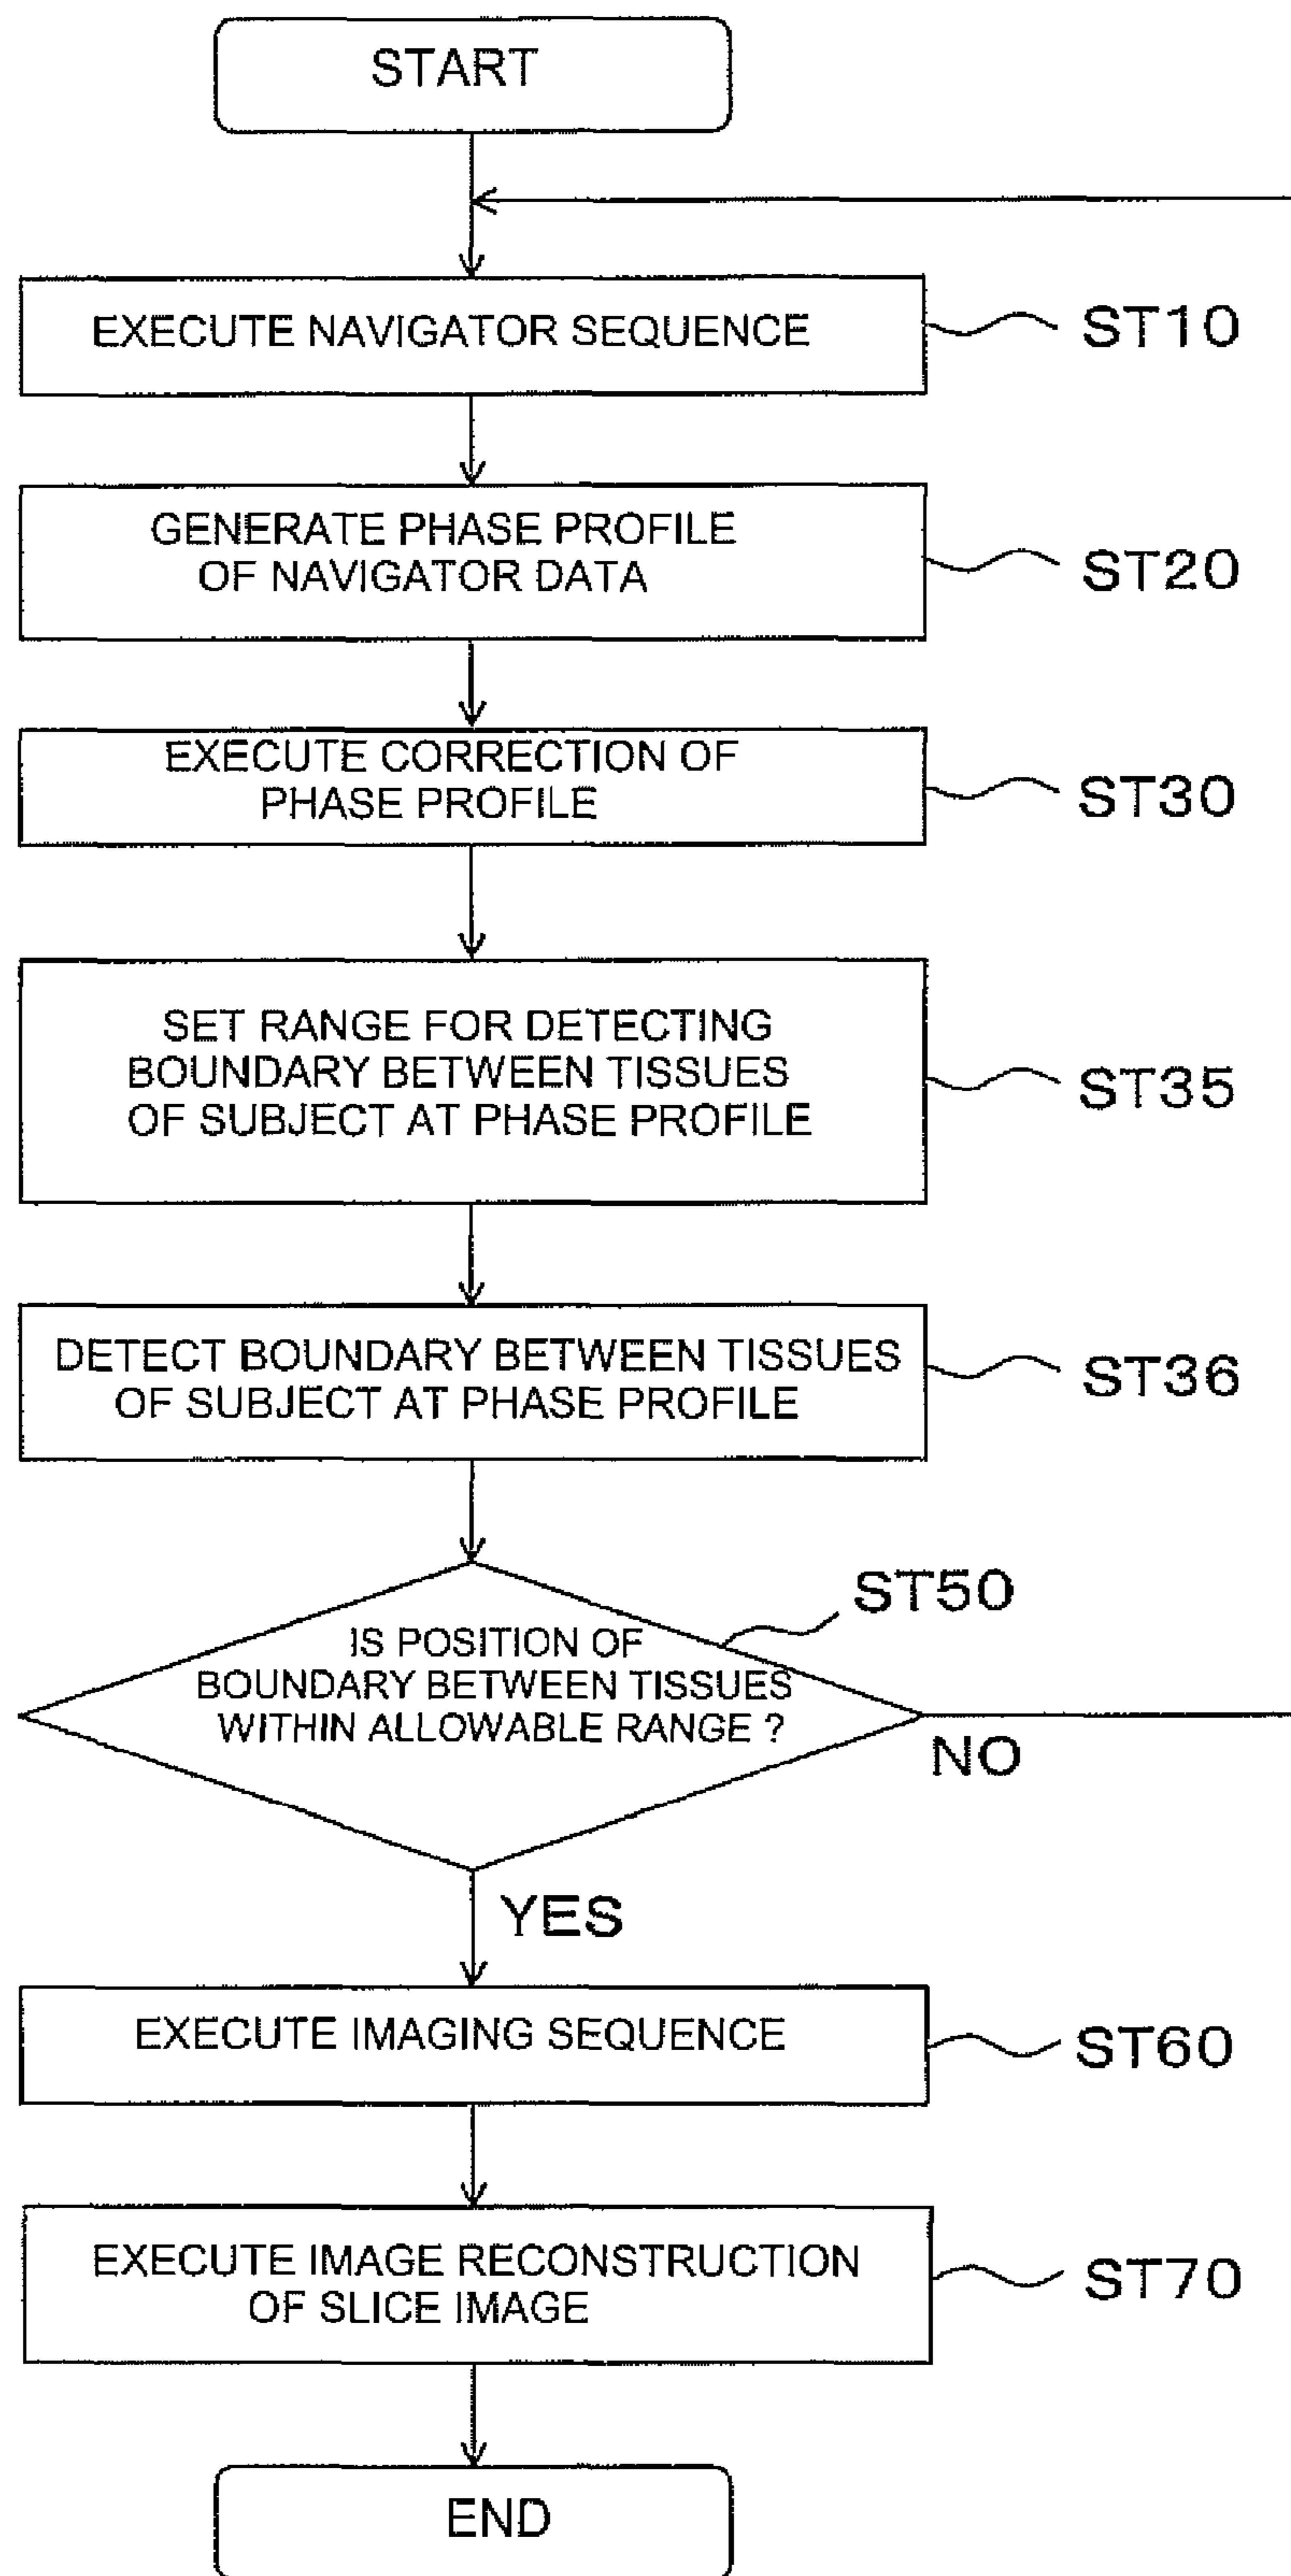 START
EXECUTE NAVIGATOR SEQUENCE
ST10
GENERATE PHASE PROFILE
OF NAVIGATOR DATA
ST20
EXECUTE CORRECTION OF
PHASE PROFILE
ST30
SET RANGE FOR DETECTING
BOUNDARY BETWEEN TISSUES
OF SUBJECT AT PHASE PROFILE
ST35
DETECT BOUNDARY BETWEEN TISSUES
OF SUBJECT AT PHASE PROFILE
ST36
ST50
IS POSITION OF
BOUNDARY BETWEEN TISSUES
WITHIN ALLOWABLE RANGE ?
NO
YES
EXECUTE IMAGING SEQUENCE
ST60
EXECUTE IMAGE RECONSTRUCTION
OF SLICE IMAGE
ST70
END